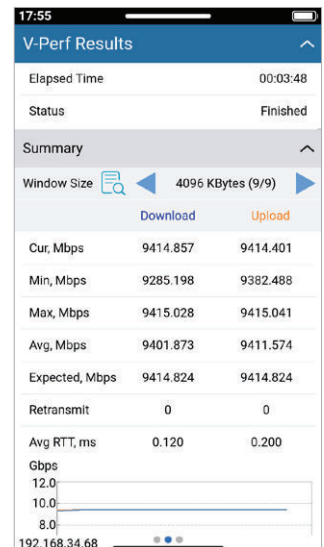 17:55
V-Perf Results
Elapsed Time 00:03:48
Status Finished
Summary
Window Size 4096 KBytes (9/9)
Download Upload
Cur, Mbps 9414.857 9414.401
Min, Mbps 9285.198 9382.488
Max, Mbps 9415.028 9415.041
Avg, Mbps 9401.873 9411.574
Expected, Mbps 9414.824 9414.824
Retransmit 0 0
Avg RTT, ms 0.120 0.200
Gbps
12.0
10.0
8.0
192.168.34.68